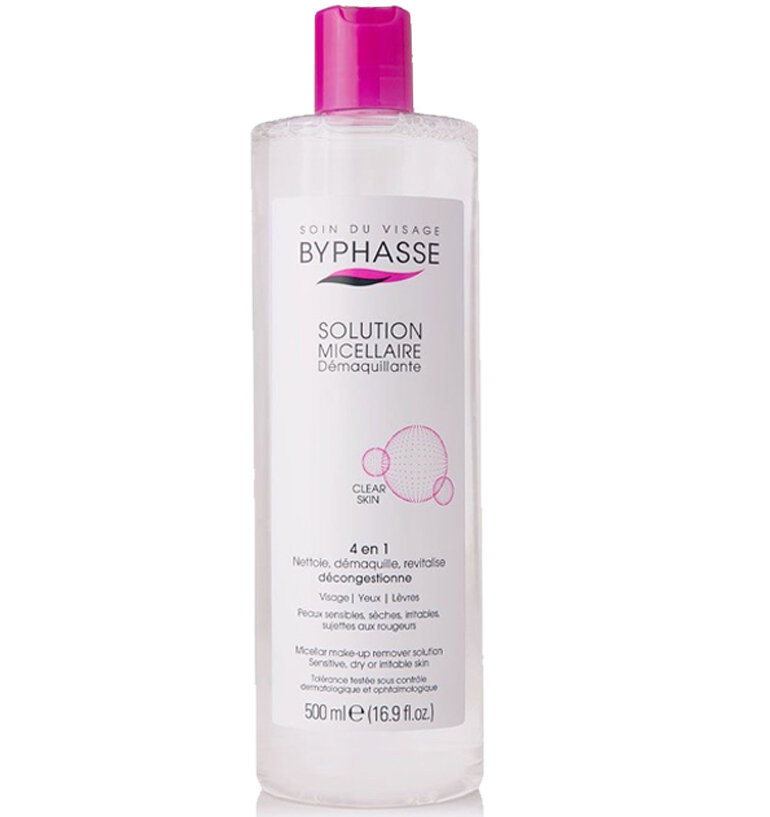 SOIN DU VISAGE
BYPHASSE
SOLUTION
MICELLAIRE
Démaquillante
CLEAR
SKIN
4 en 1
Nettoie, démaquille, revitalise
décongestionne
Visage | Yeux | Lèvres
Peaux sensibles, sèches, irritables,
sujettes aux rougeurs
Micellar make-up remover solution
Sensitive, dry or irritable skin
Tolérance testée sous contrôle
dermatologique et ophtalmologique
500 ml ℮ (16.9 fl.oz.)